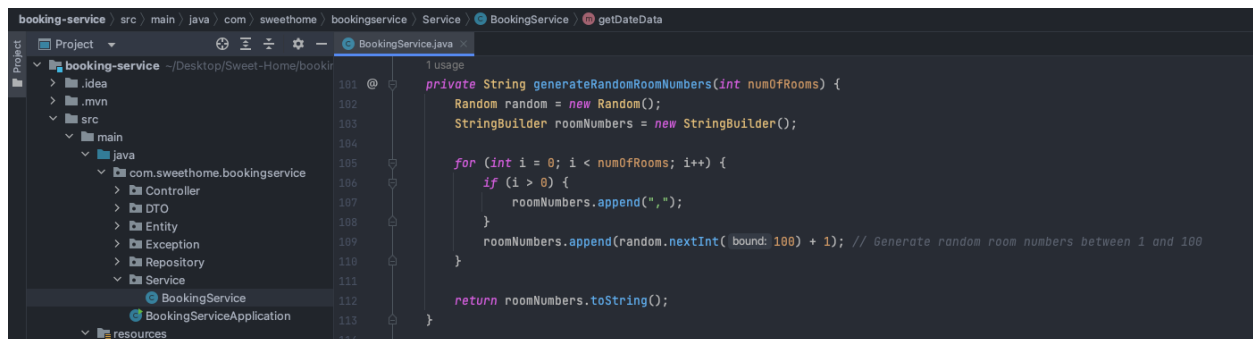 booking-service > src > main > java > com > sweethome > bookingservice > Service > BookingService > getDateData
Project
Project
BookingService.java
booking-service ~/Desktop/Sweet-Home/bookin
.idea
.mvn
src
main
java
com.sweethome.bookingservice
Controller
DTO
Entity
Exception
Repository
Service
BookingService
BookingServiceApplication
resources
1 usage
101 @ private String generateRandomRoomNumbers(int numOfRooms) {
102 Random random = new Random();
103 StringBuilder roomNumbers = new StringBuilder();
104
105 for (int i = 0; i < numOfRooms; i++) {
106 if (i > 0) {
107 roomNumbers.append(",");
108 }
109 roomNumbers.append(random.nextInt( bound: 100) + 1); // Generate random room numbers between 1 and 100
110 }
111
112 return roomNumbers.toString();
113 }